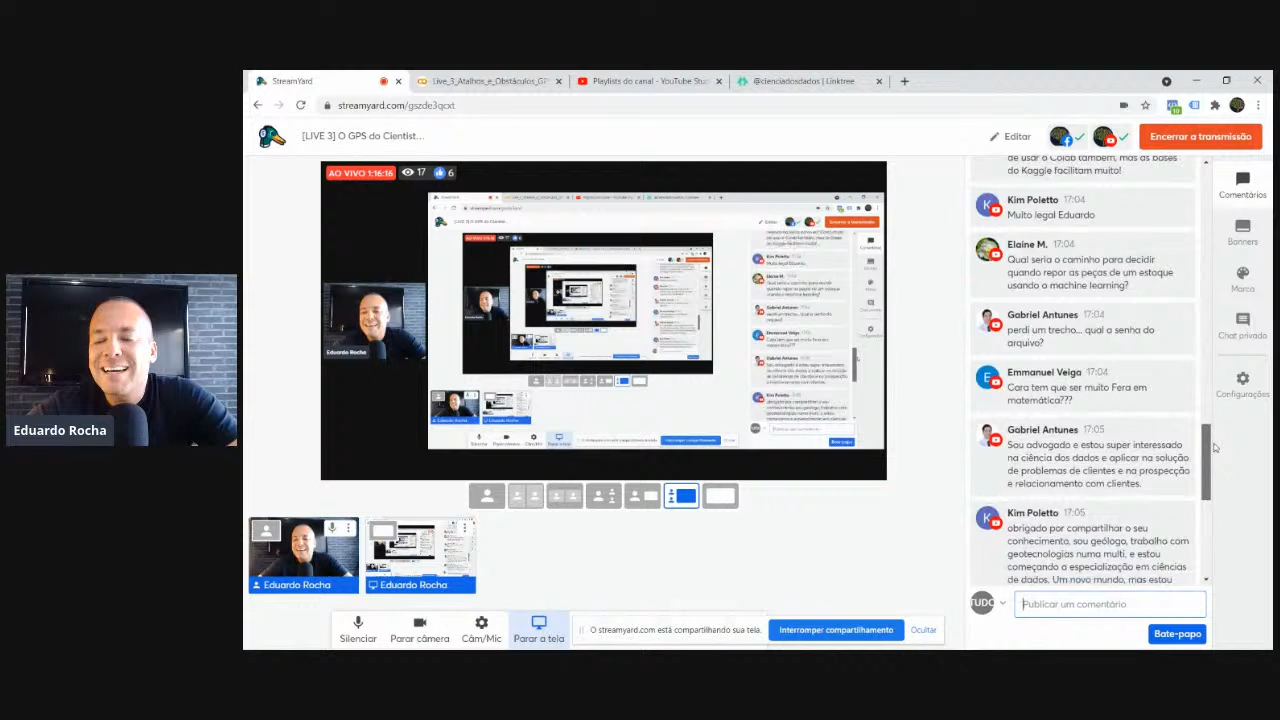 StreamYard
Live_3_Atalhos_e_Obstáculos_GP
Playlists do canal - YouTube Stud
@cienciadosdados | Linktree
streamyard.com/gszde3qcxt
[LIVE 3] O GPS do Cientist...
Editar
Encerrar a transmissão
AO VIVO 1:16:16
17
6
de usar o Colab também, mas as bases
do Kaggle facilitam muito!
Kim Poletto 17:04
Muito legal Eduardo
Elaine M. 17:04
Qual seria o caminho para decidir
quando repor as peças de um estoque
usando o machine learning?
Gabriel Antunes 17:04
perdi um trecho... qual a senha do
arquivo?
Emmanuel Veiga 17:04
Cara tem que ser muito Fera em
matemática???
Gabriel Antunes 17:05
Sou advogado e estou super interessado
na ciência dos dados e aplicar na solução
de problemas de clientes e na prospecção
e relacionamento com clientes.
Kim Poletto 17:05
obrigado por compartilhar o seu
conhecimento, sou geólogo, trabalho com
geotecnologias numa multi, e estou
começando a especialização em ciências
de dados. Um novo mundo, mas estou
TUDO
Publicar um comentário
Bate-papo
Comentários
Banners
Marca
Chat privado
Configurações
Eduardo Rocha
Eduardo Rocha
Eduardo Rocha
Eduardo Rocha
Silenciar
Parar câmera
Câm/Mic
Parar a tela
O streamyard.com está compartilhando sua tela.
Interromper compartilhamento
Ocultar